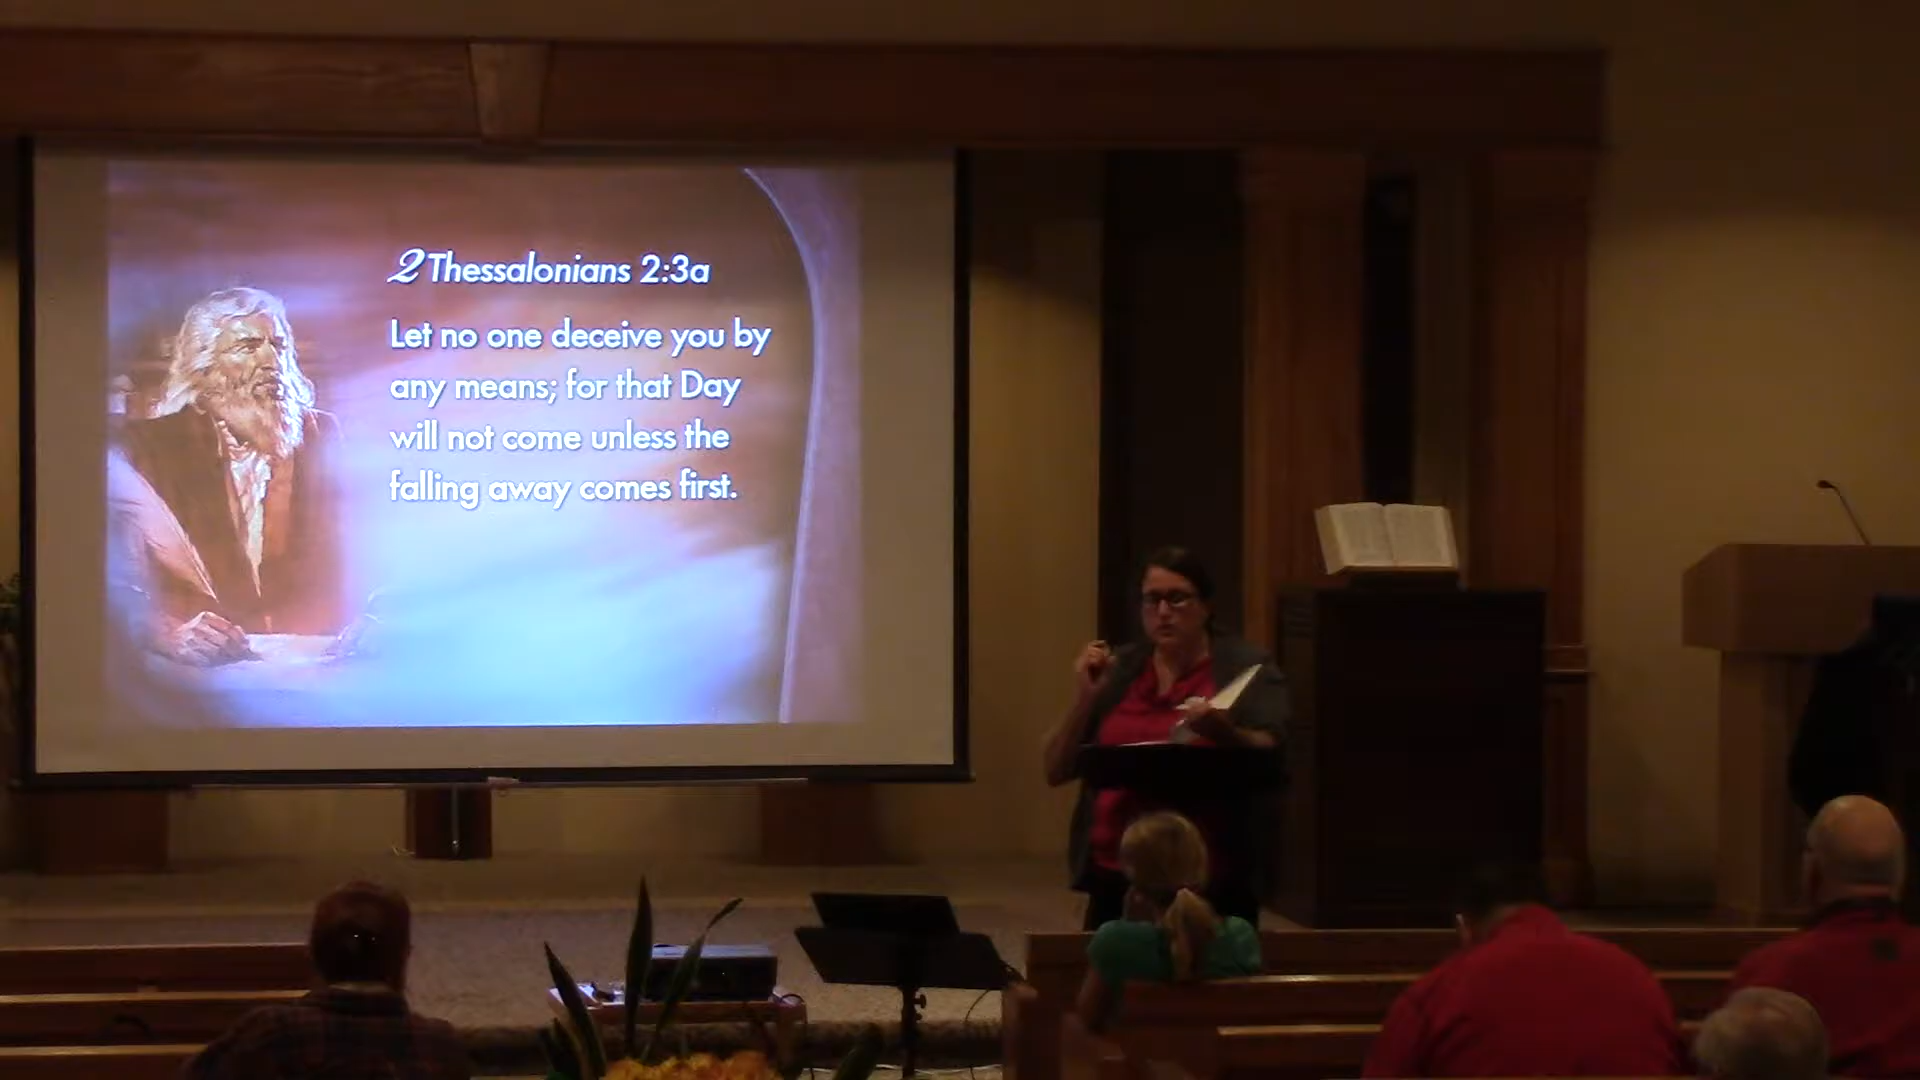 2 Thessalonians 2:3a
Let no one deceive you by
any means; for that Day
will not come unless the
falling away comes first.